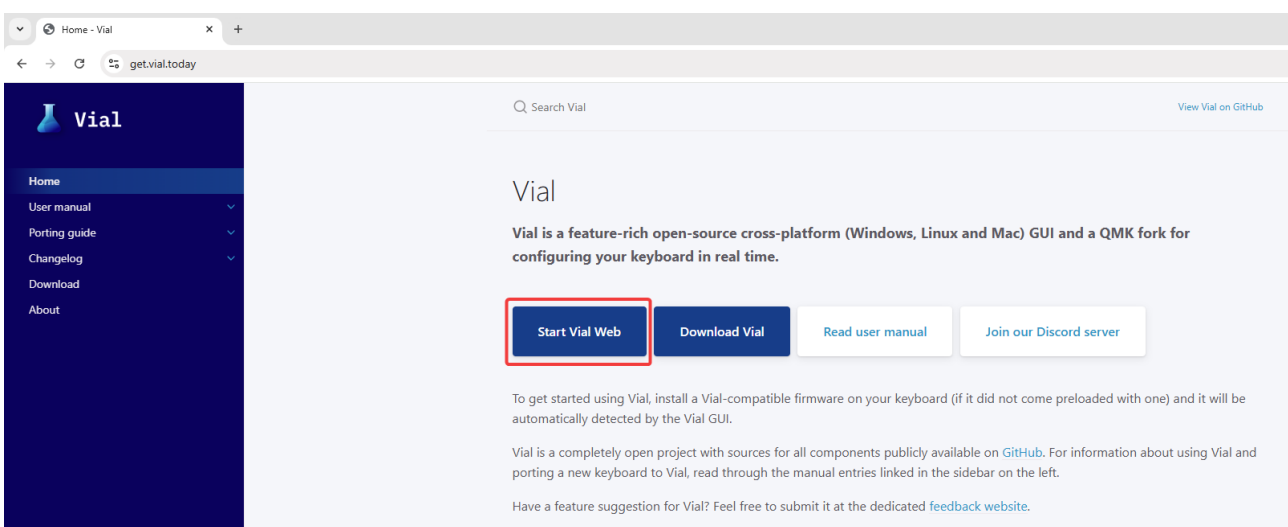 Home - Vial
get.vial.today
Vial
Search Vial
View Vial on GitHub
Home
User manual
Porting guide
Changelog
Download
About
Vial
Vial is a feature-rich open-source cross-platform (Windows, Linux and Mac) GUI and a QMK fork for
configuring your keyboard in real time.
Start Vial Web
Download Vial
Read user manual
Join our Discord server
To get started using Vial, install a Vial-compatible firmware on your keyboard (if it did not come preloaded with one) and it will be
automatically detected by the Vial GUI.
Vial is a completely open project with sources for all components publicly available on GitHub. For information about using Vial and
porting a new keyboard to Vial, read through the manual entries linked in the sidebar on the left.
Have a feature suggestion for Vial? Feel free to submit it at the dedicated feedback website.